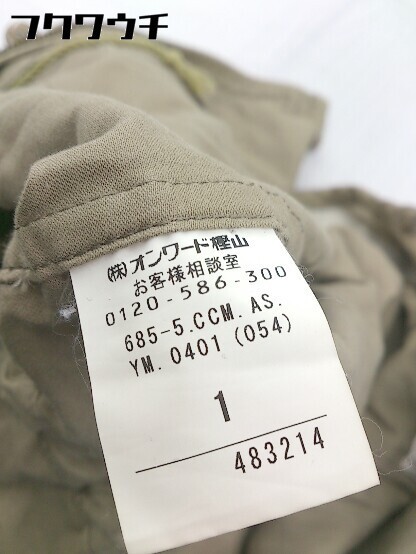 フクワウチ
㈱オンワード樫山
お客様相談室
0120-586-300
685-5.CCM.AS.
YM.0401(054)
1
483214